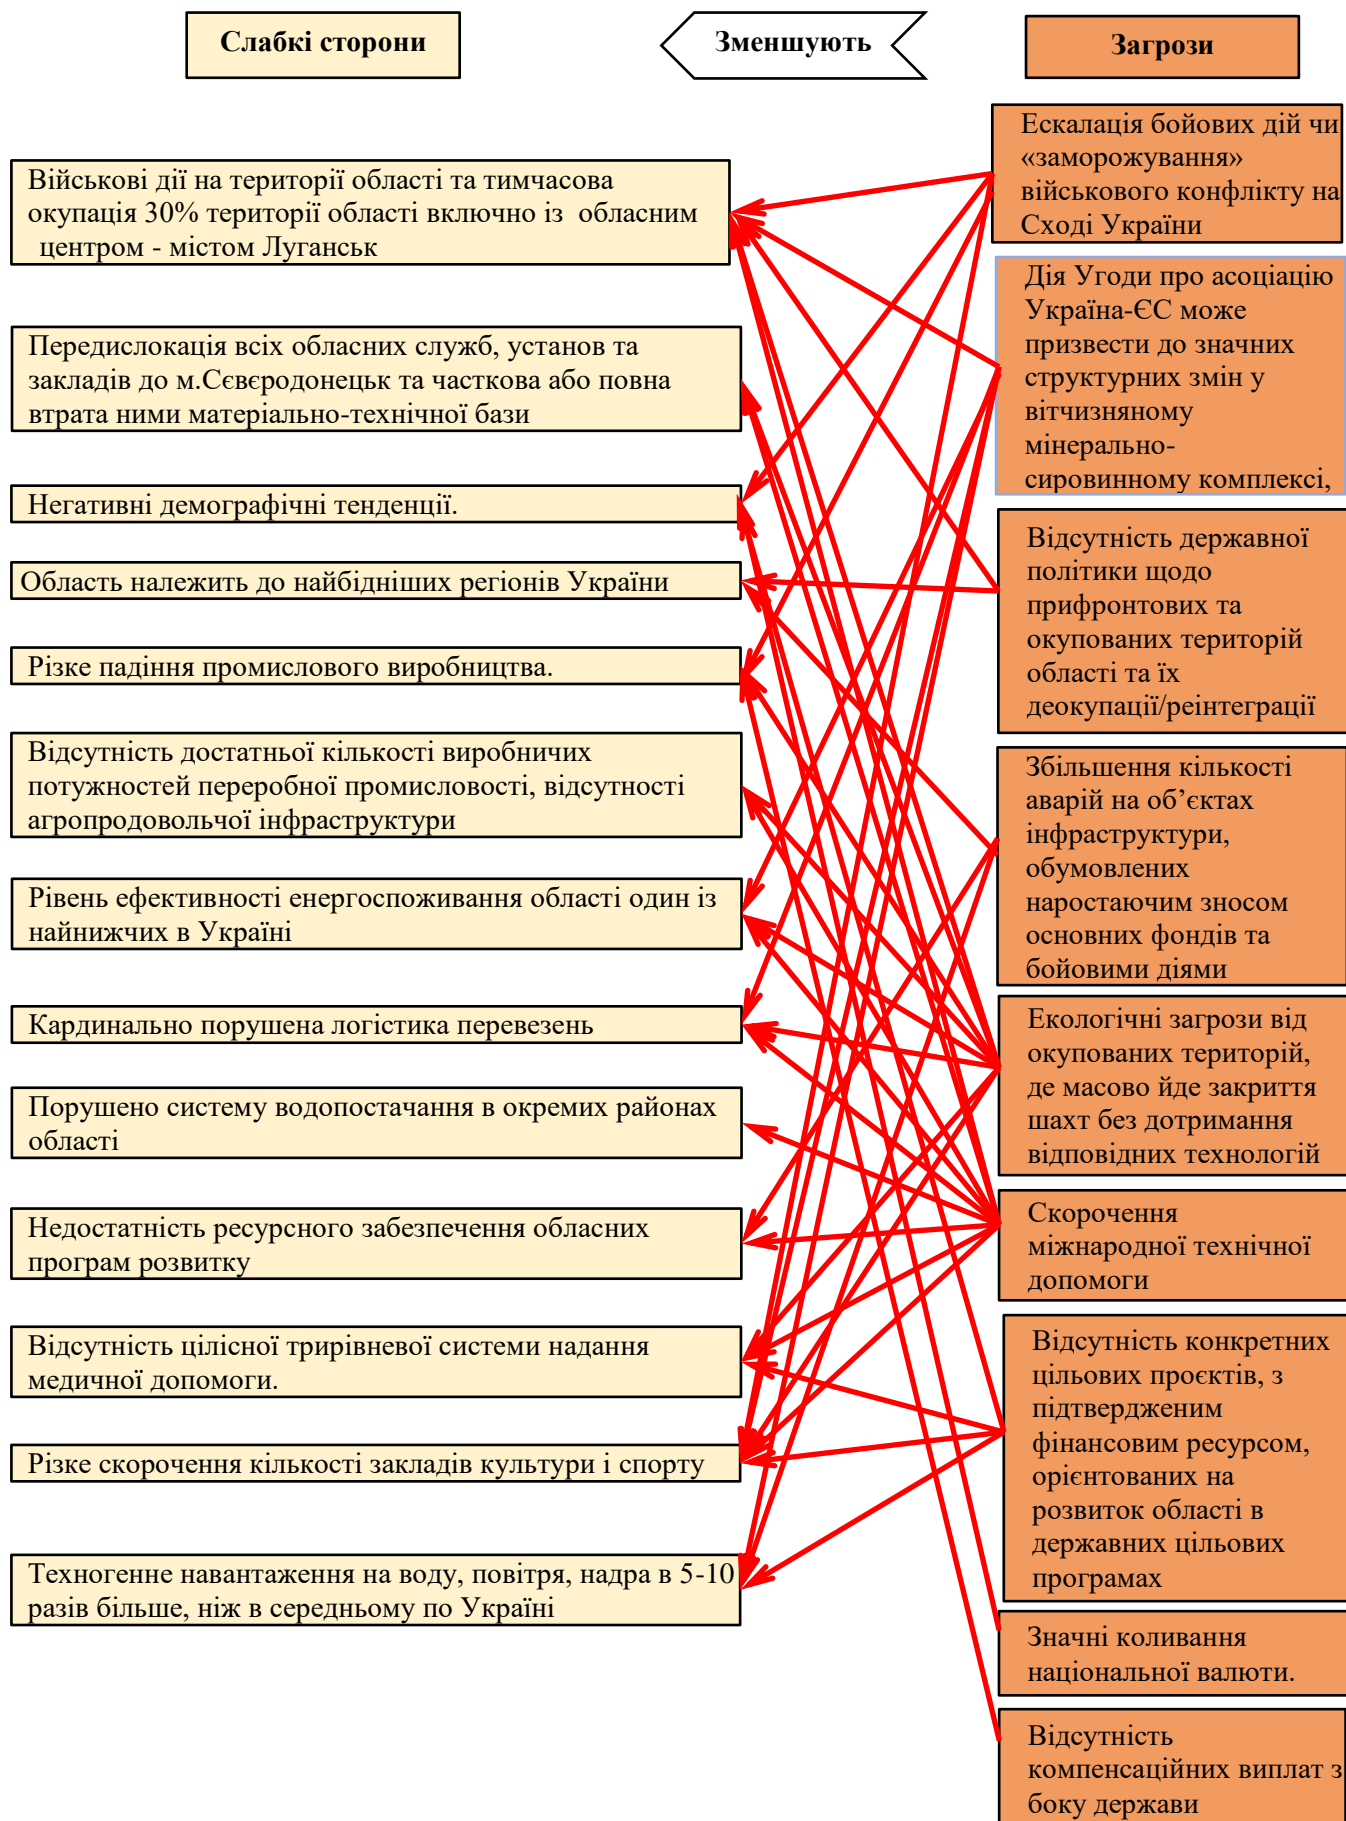 Слабкі сторони
Зменшують
Загрози
Військові дії на території області та тимчасова
окупація 30% території області включно із обласним
центром - містом Луганськ
Передислокація всіх обласних служб, установ та
закладів до м.Сєвєродонецьк та часткова або повна
втрата ними матеріально-технічної бази
Негативні демографічні тенденції.
Область належить до найбідніших регіонів України
Різке падіння промислового виробництва.
Відсутність достатньої кількості виробничих
потужностей переробної промисловості, відсутності
агропродовольчої інфраструктури
Рівень ефективності енергоспоживання області один із
найнижчих в Україні
Кардинально порушена логістика перевезень
Порушено систему водопостачання в окремих районах
області
Недостатність ресурсного забезпечення обласних
програм розвитку
Відсутність цілісної трирівневої системи надання
медичної допомоги.
Різке скорочення кількості закладів культури і спорту
Техногенне навантаження на воду, повітря, надра в 5-10
разів більше, ніж в середньому по Україні
Ескалація бойових дій чи
«заморожування»
військового конфлікту на
Сході України
Дія Угоди про асоціацію
Україна-ЄС може
призвести до значних
структурних змін у
вітчизняному
мінерально-
сировинному комплексі,
Відсутність державної
політики щодо
прифронтових та
окупованих територій
області та їх
деокупації/реінтеграції
Збільшення кількості
аварій на об’єктах
інфраструктури,
обумовлених
наростаючим зносом
основних фондів та
бойовими діями
Екологічні загрози від
окупованих територій,
де масово йде закриття
шахт без дотримання
відповідних технологій
Скорочення
міжнародної технічної
допомоги
Відсутність конкретних
цільових проєктів, з
підтвердженим
фінансовим ресурсом,
орієнтованих на
розвиток області в
державних цільових
програмах
Значні коливання
національної валюти.
Відсутність
компенсаційних виплат з
боку держави